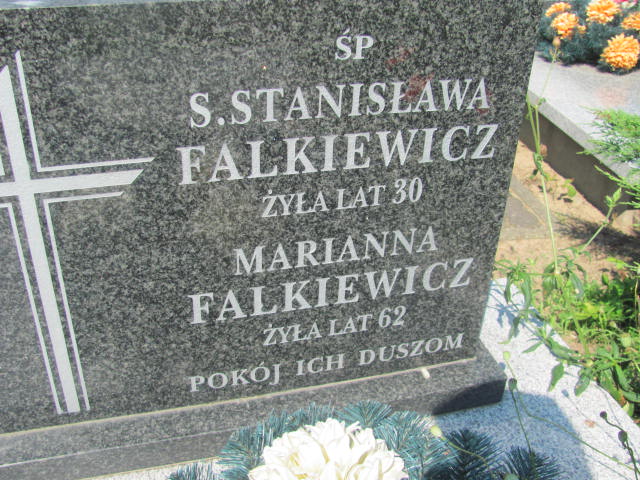 ŚP
S.STANISŁAWA
FALKIEWICZ
ŻYŁA LAT 30
MARIANNA
FALKIEWICZ
ŻYŁA LAT 62
POKÓJ ICH DUSZOM